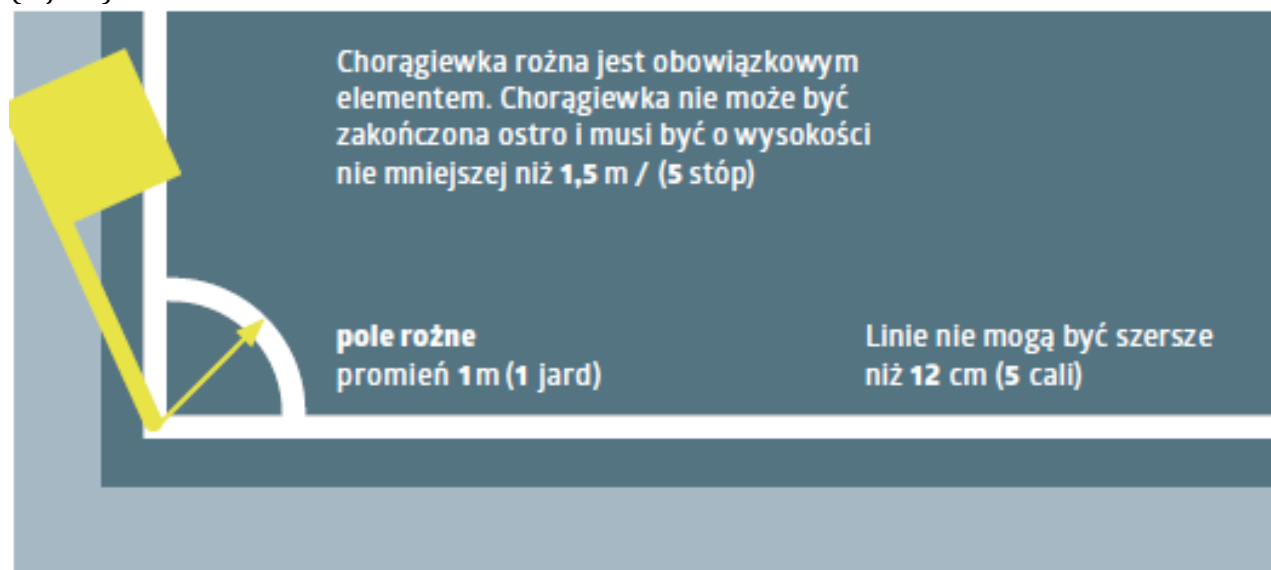 Chorągiewka rożna jest obowiązkowym
elementem. Chorągiewka nie może być
zakończona ostro i musi być o wysokości
nie mniejszej niż 1,5 m / (5 stóp)
pole rożne
promień 1 m (1 jard)
Linie nie mogą być szersze
niż 12 cm (5 cali)